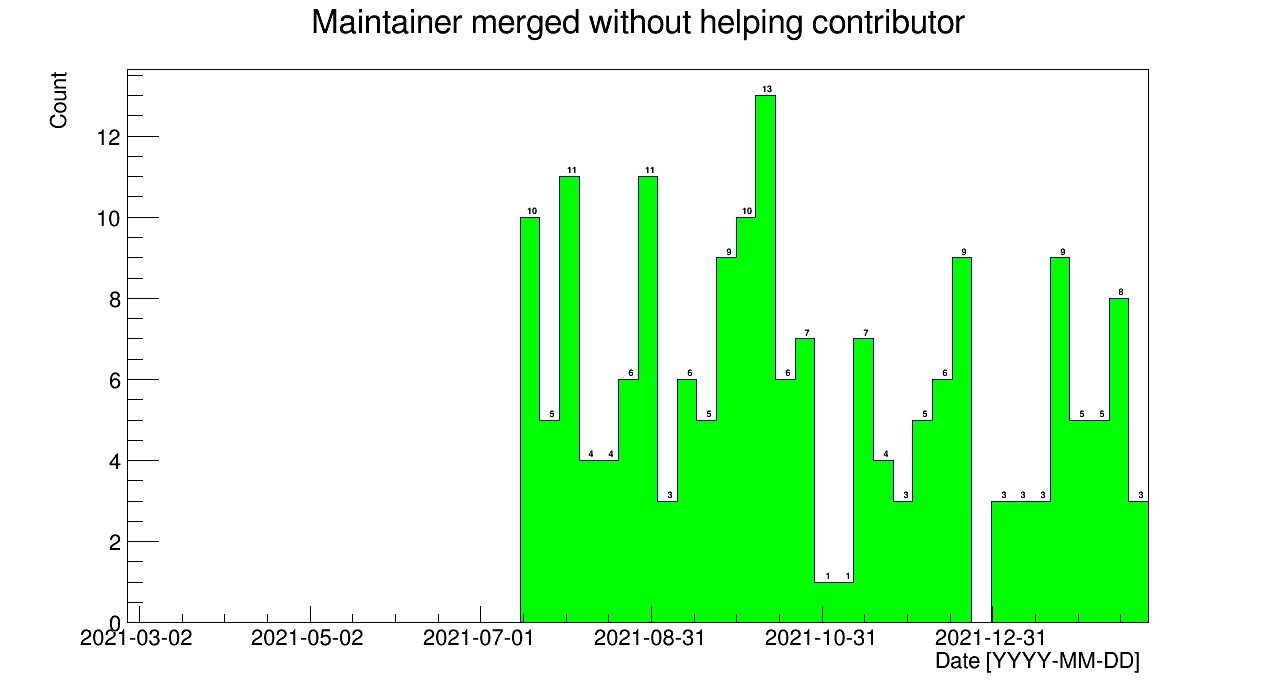 Maintainer merged without helping contributor
Count
12
10
8
6
4
2
0
10 5 11 4 4 6 11 3 6 5 9 10 13 6 7 1 1 7 4 3 5 6 9 3 3 3 9 5 5 8 3
2021-03-02 2021-05-02 2021-07-01 2021-08-31 2021-10-31 2021-12-31
Date [YYYY-MM-DD]